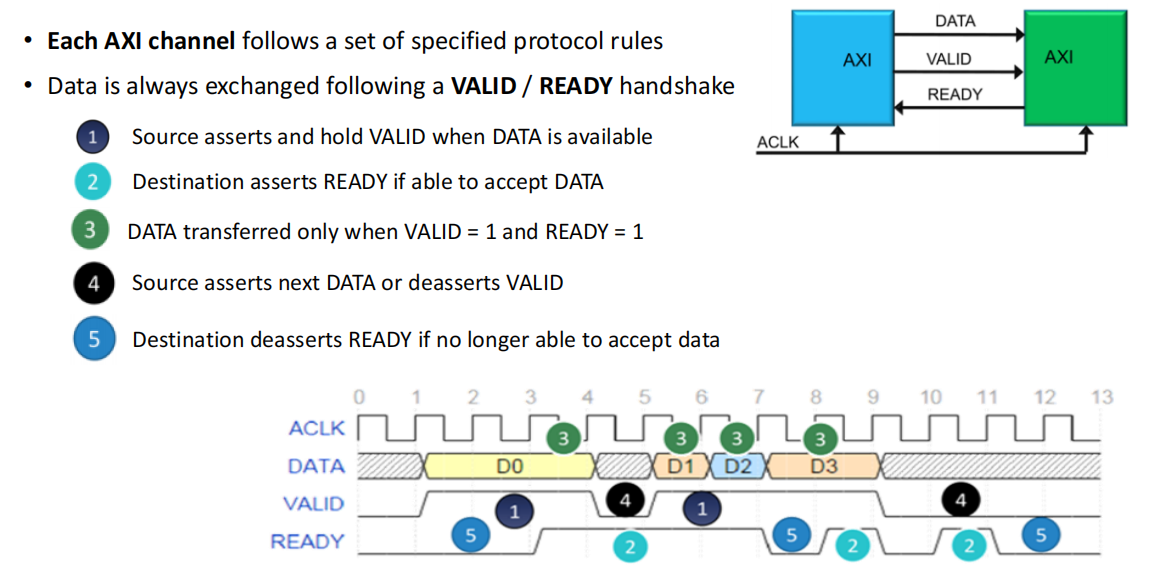 • Each AXI channel follows a set of specified protocol rules
• Data is always exchanged following a VALID / READY handshake
1 Source asserts and hold VALID when DATA is available
2 Destination asserts READY if able to accept DATA
3 DATA transferred only when VALID = 1 and READY = 1
4 Source asserts next DATA or deasserts VALID
5 Destination deasserts READY if no longer able to accept data
DATA
AXI VALID AXI
READY
ACLK
0 1 2 3 4 5 6 7 8 9 10 11 12 13
ACLK 3 3 3 3
DATA D0 D1 D2 D3
VALID 1 4 1 4
READY 5 2 5 2 2 5